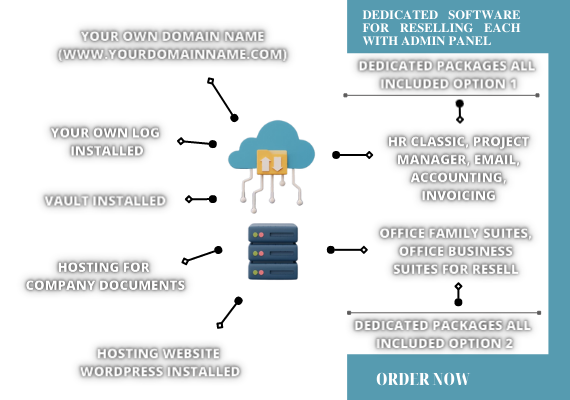 YOUR OWN DOMAIN NAME
(WWW.YOURDOMAINNAME.COM)
YOUR OWN LOG
INSTALLED
VAULT INSTALLED
HOSTING FOR
COMPANY DOCUMENTS
HOSTING WEBSITE
WORDPRESS INSTALLED
DEDICATED SOFTWARE
FOR RESELLING EACH
WITH ADMIN PANEL
DEDICATED PACKAGES ALL
INCLUDED OPTION 1
HR CLASSIC, PROJECT
MANAGER, EMAIL,
ACCOUNTING,
INVOICING
OFFICE FAMILY SUITES,
OFFICE BUSINESS
SUITES FOR RESELL
DEDICATED PACKAGES ALL
INCLUDED OPTION 2
ORDER NOW